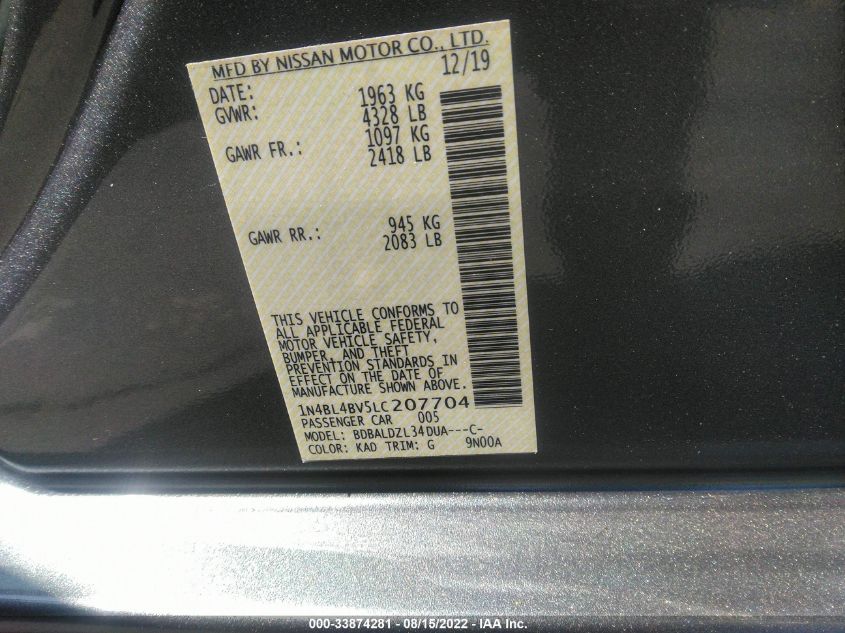 MFD BY NISSAN MOTOR CO., LTD.
DATE: 12/19
GVWR: 1963 KG
4328 LB
GAWR FR.: 1097 KG
2418 LB
GAWR RR.: 945 KG
2083 LB
THIS VEHICLE CONFORMS TO
ALL APPLICABLE FEDERAL
MOTOR VEHICLE SAFETY,
BUMPER, AND THEFT
PREVENTION STANDARDS IN
EFFECT ON THE DATE OF
MANUFACTURE SHOWN ABOVE.
1N4BL4BV5LC207704
PASSENGER CAR 005
MODEL: BDBALDZL34DUA---C-
COLOR: KAD TRIM: G 9N00A
000-33874281 - 08/15/2022 - IAA Inc.